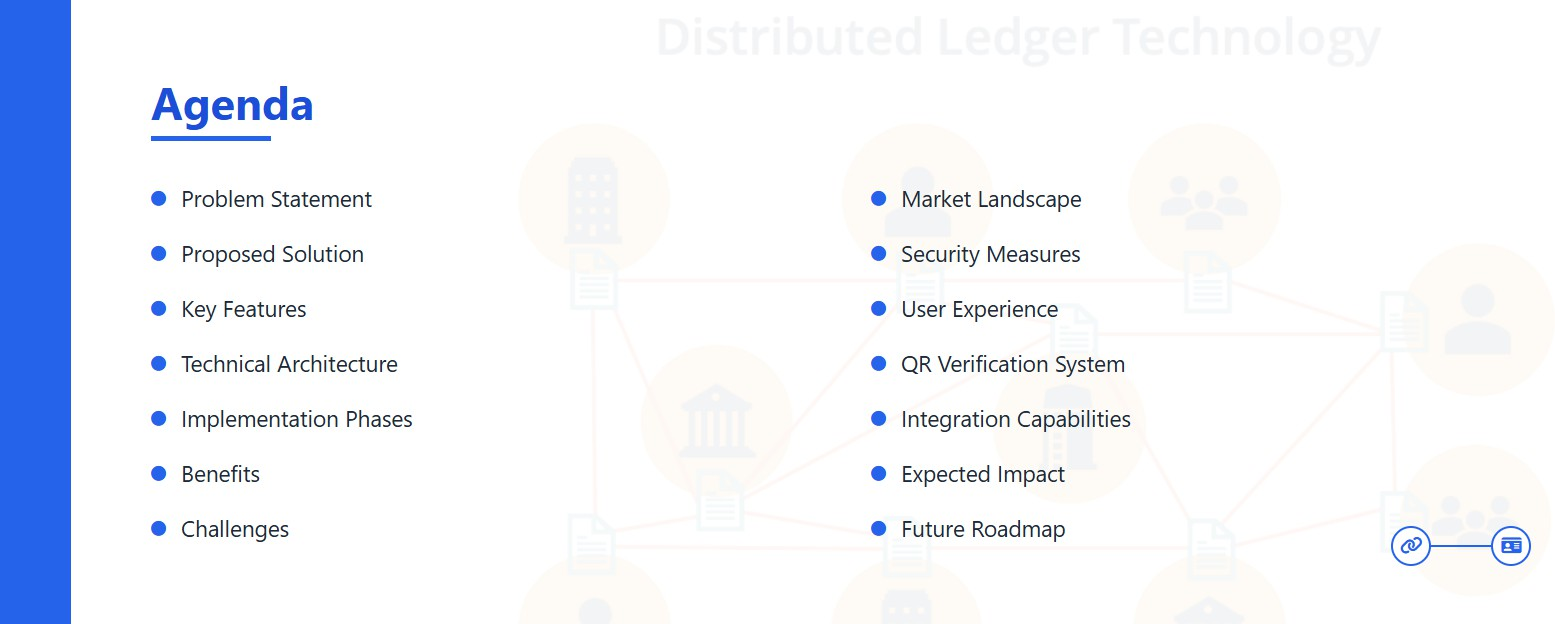 Distributed Ledger Technology
Agenda
Problem Statement
Proposed Solution
Key Features
Technical Architecture
Implementation Phases
Benefits
Challenges
Market Landscape
Security Measures
User Experience
QR Verification System
Integration Capabilities
Expected Impact
Future Roadmap